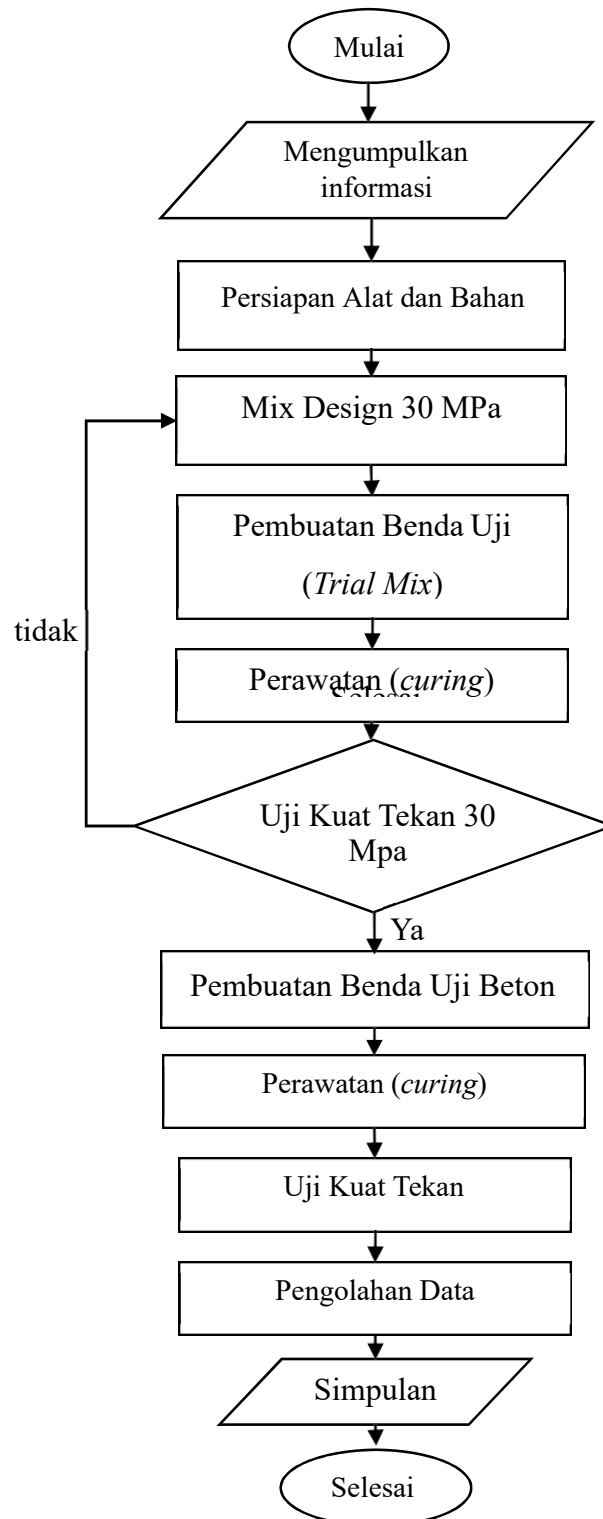 Mulai
Mengumpulkan
informasi
Persiapan Alat dan Bahan
Mix Design 30 MPa
Pembuatan Benda Uji
(Trial Mix)
tidak
Perawatan (curing)
Selesai
Uji Kuat Tekan 30
Mpa
Ya
Pembuatan Benda Uji Beton
Perawatan (curing)
Uji Kuat Tekan
Pengolahan Data
Simpulan
Selesai